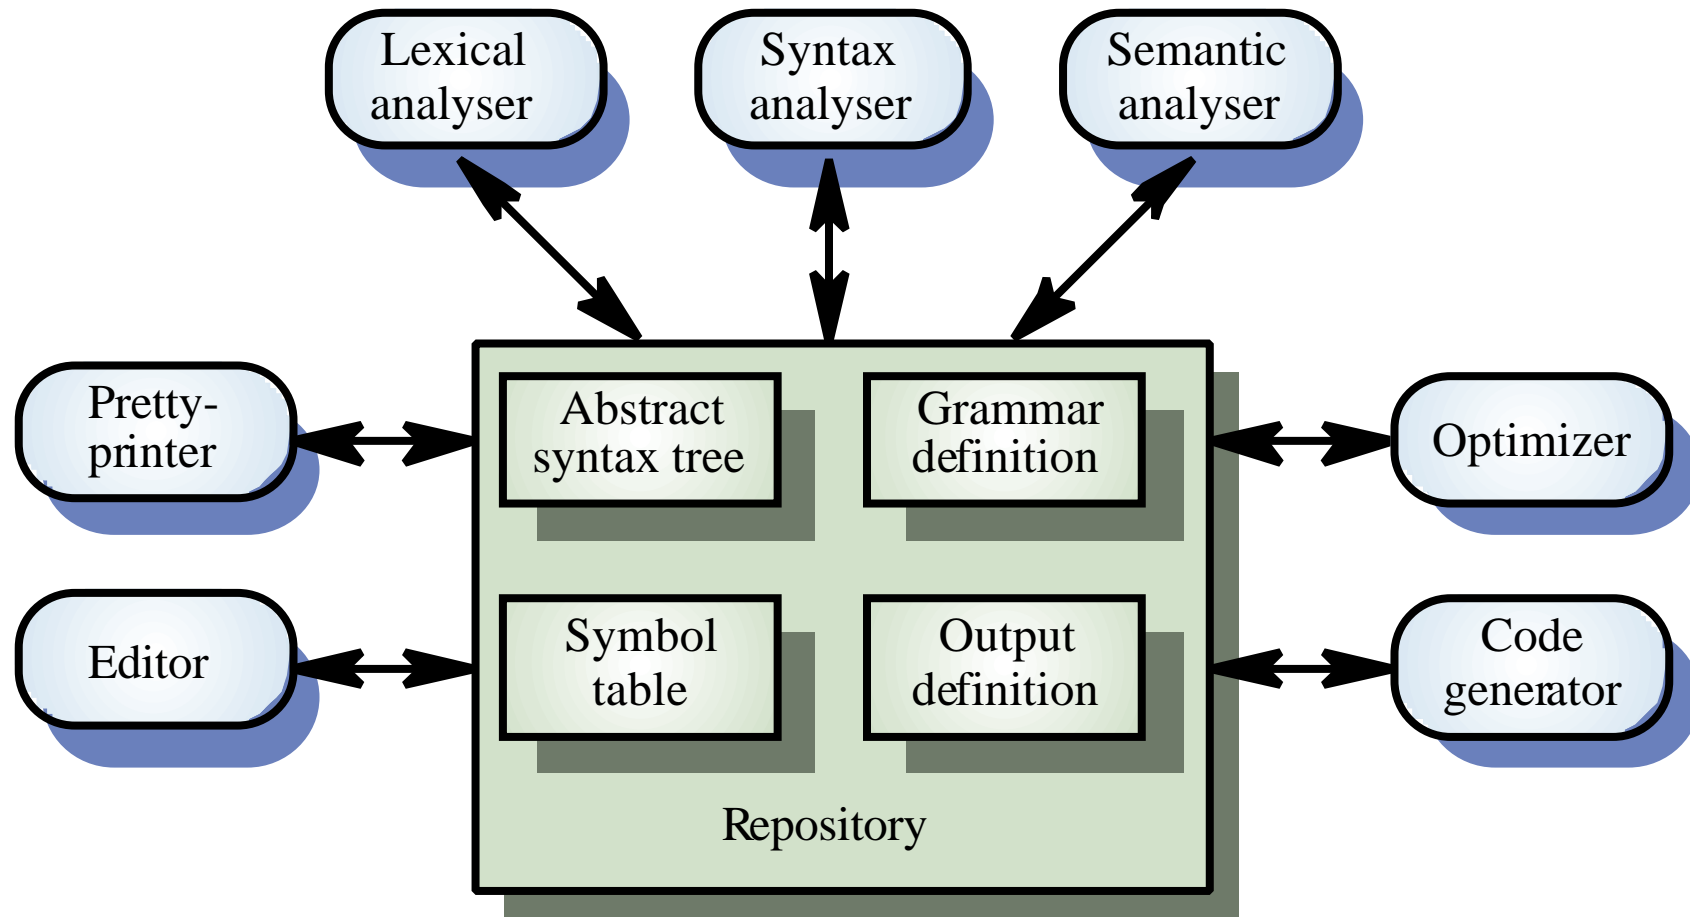 Lexical
analyser
Syntax
analyser
Semantic
analyser
Pretty-
printer
Abstract
syntax tree
Grammar
definition
Optimizer
Editor
Symbol
table
Output
definition
Code
generator
Repository